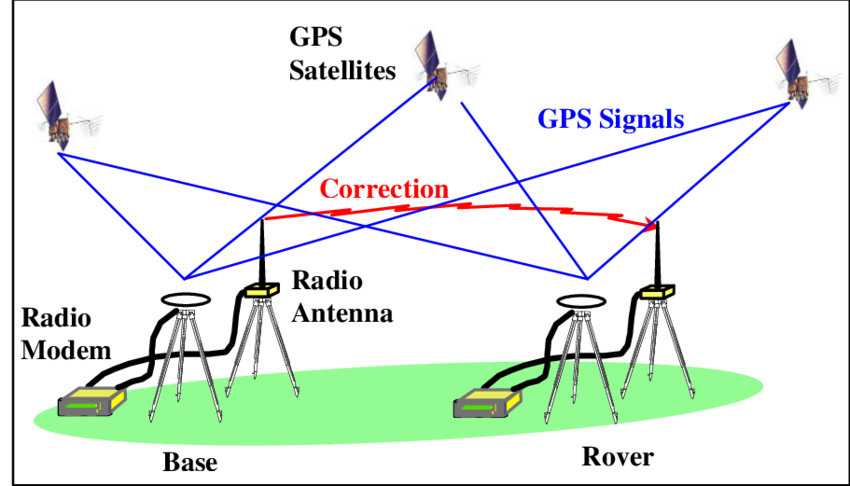 GPS
Satellites
GPS Signals
Correction
Radio
Antenna
Radio
Modem
Base
Rover